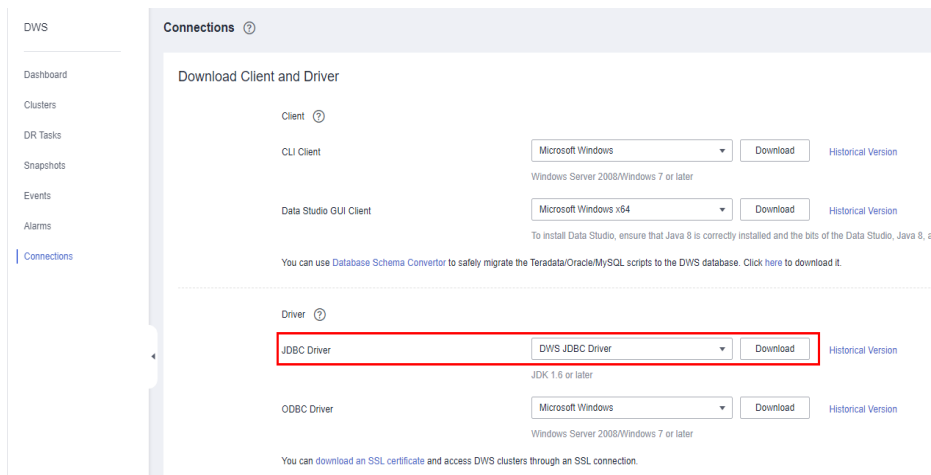 DWS
Connections ?
Dashboard
Clusters
DR Tasks
Snapshots
Events
Alarms
Connections
Download Client and Driver
Client ?
CLI Client Microsoft Windows Download Historical Version
Windows Server 2008/Windows 7 or later
Data Studio GUI Client Microsoft Windows x64 Download Historical Version
To install Data Studio, ensure that Java 8 is correctly installed and the bits of the Data Studio, Java 8, a
You can use Database Schema Convertor to safely migrate the Teradata/Oracle/MySQL scripts to the DWS database. Click here to download it.
Driver ?
JDBC Driver DWS JDBC Driver Download Historical Version
JDK 1.6 or later
ODBC Driver Microsoft Windows Download Historical Version
Windows Server 2008/Windows 7 or later
You can download an SSL certificate and access DWS clusters through an SSL connection.